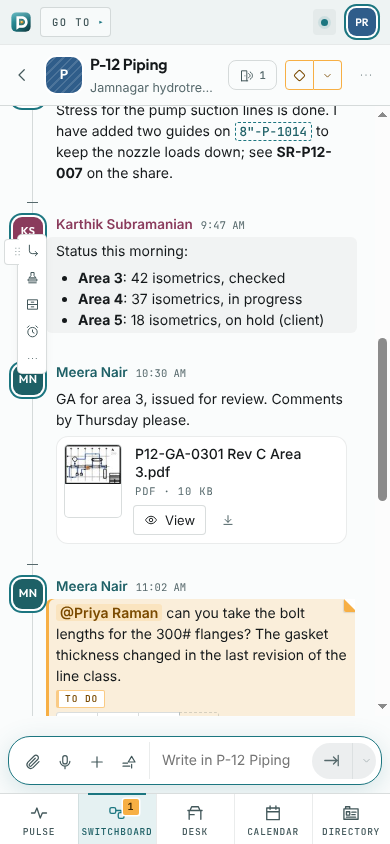 GO TO
PR
P
P-12 Piping
Jamnagar hydrotre...
1
Stress for the pump suction lines is done. I
have added two guides on 8"-P-1014 to
keep the nozzle loads down; see SR-P12-
007 on the share.
KS
Karthik Subramanian 9:47 AM
Status this morning:
• Area 3: 42 isometrics, checked
• Area 4: 37 isometrics, in progress
• Area 5: 18 isometrics, on hold (client)
MN
Meera Nair 10:30 AM
GA for area 3, issued for review. Comments
by Thursday please.
P12-GA-0301 Rev C Area
3.pdf
PDF · 10 KB
View
MN
Meera Nair 11:02 AM
@Priya Raman can you take the bolt
lengths for the 300# flanges? The gasket
thickness changed in the last revision of the
line class.
TO DO
Write in P-12 Piping
1
PULSE
SWITCHBOARD
DESK
CALENDAR
DIRECTORY